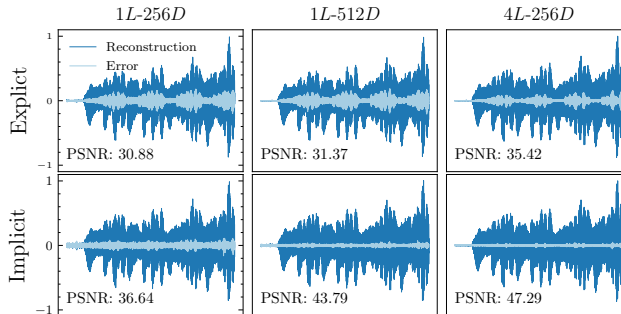 1L-256D 1L-512D 4L-256D
Explict
1
0
−1
Reconstruction
Error
PSNR: 30.88
PSNR: 31.37
PSNR: 35.42
Implicit
1
0
−1
PSNR: 36.64
PSNR: 43.79
PSNR: 47.29